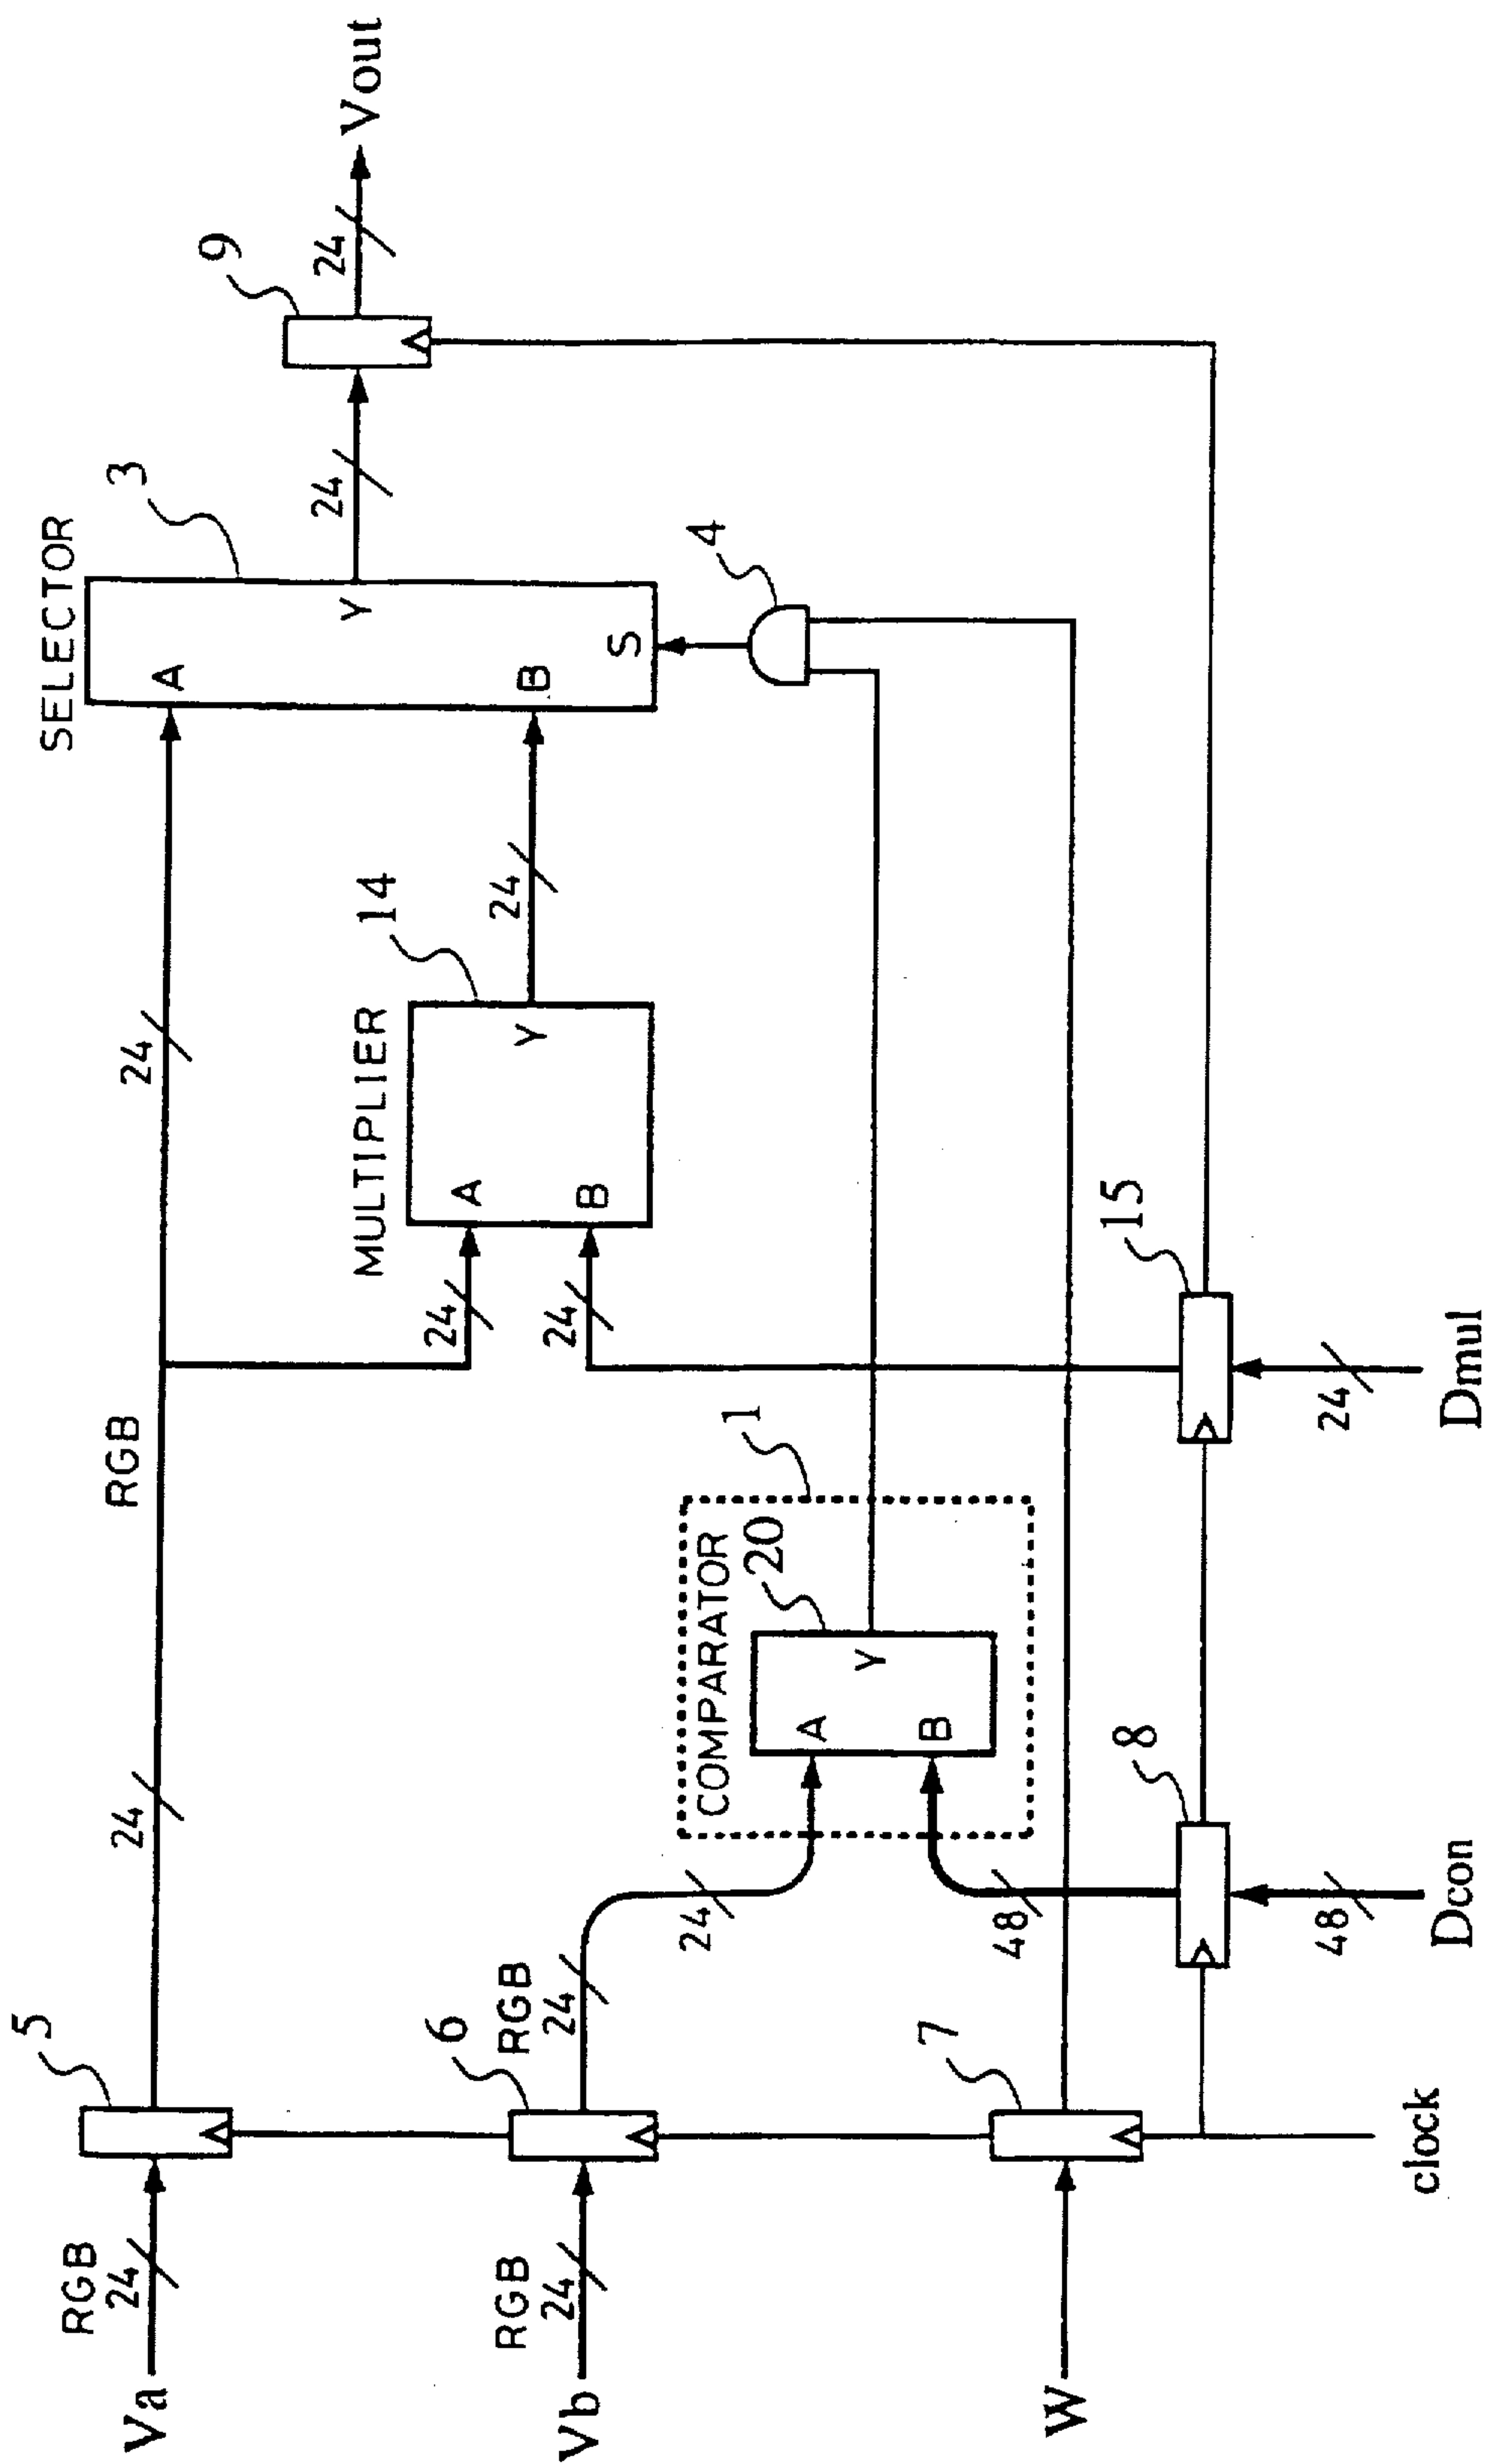 SELECTOR
3
A
Y
B
S
9
24
Vout
24
4
24
RGB
MULTIPLIER
14
A
B
Y
24
24
24
COMPARATOR
1
20
A
B
Y
RGB
24
Va
5
24
RGB
24
Vb
6
RGB
24
24
W
7
48
8
15
clock
48
Dcon
24
Dmul